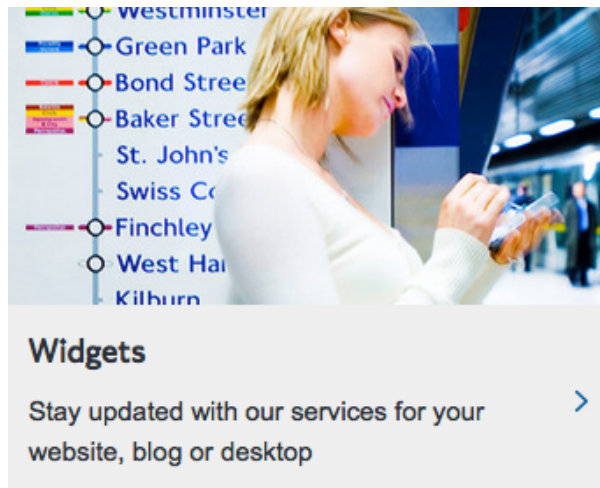 Westminster
Green Park
Bond Stree
Baker Stree
St. John's
Swiss Co
Finchley
West Ha
Kilburn
Widgets
Stay updated with our services for your
website, blog or desktop